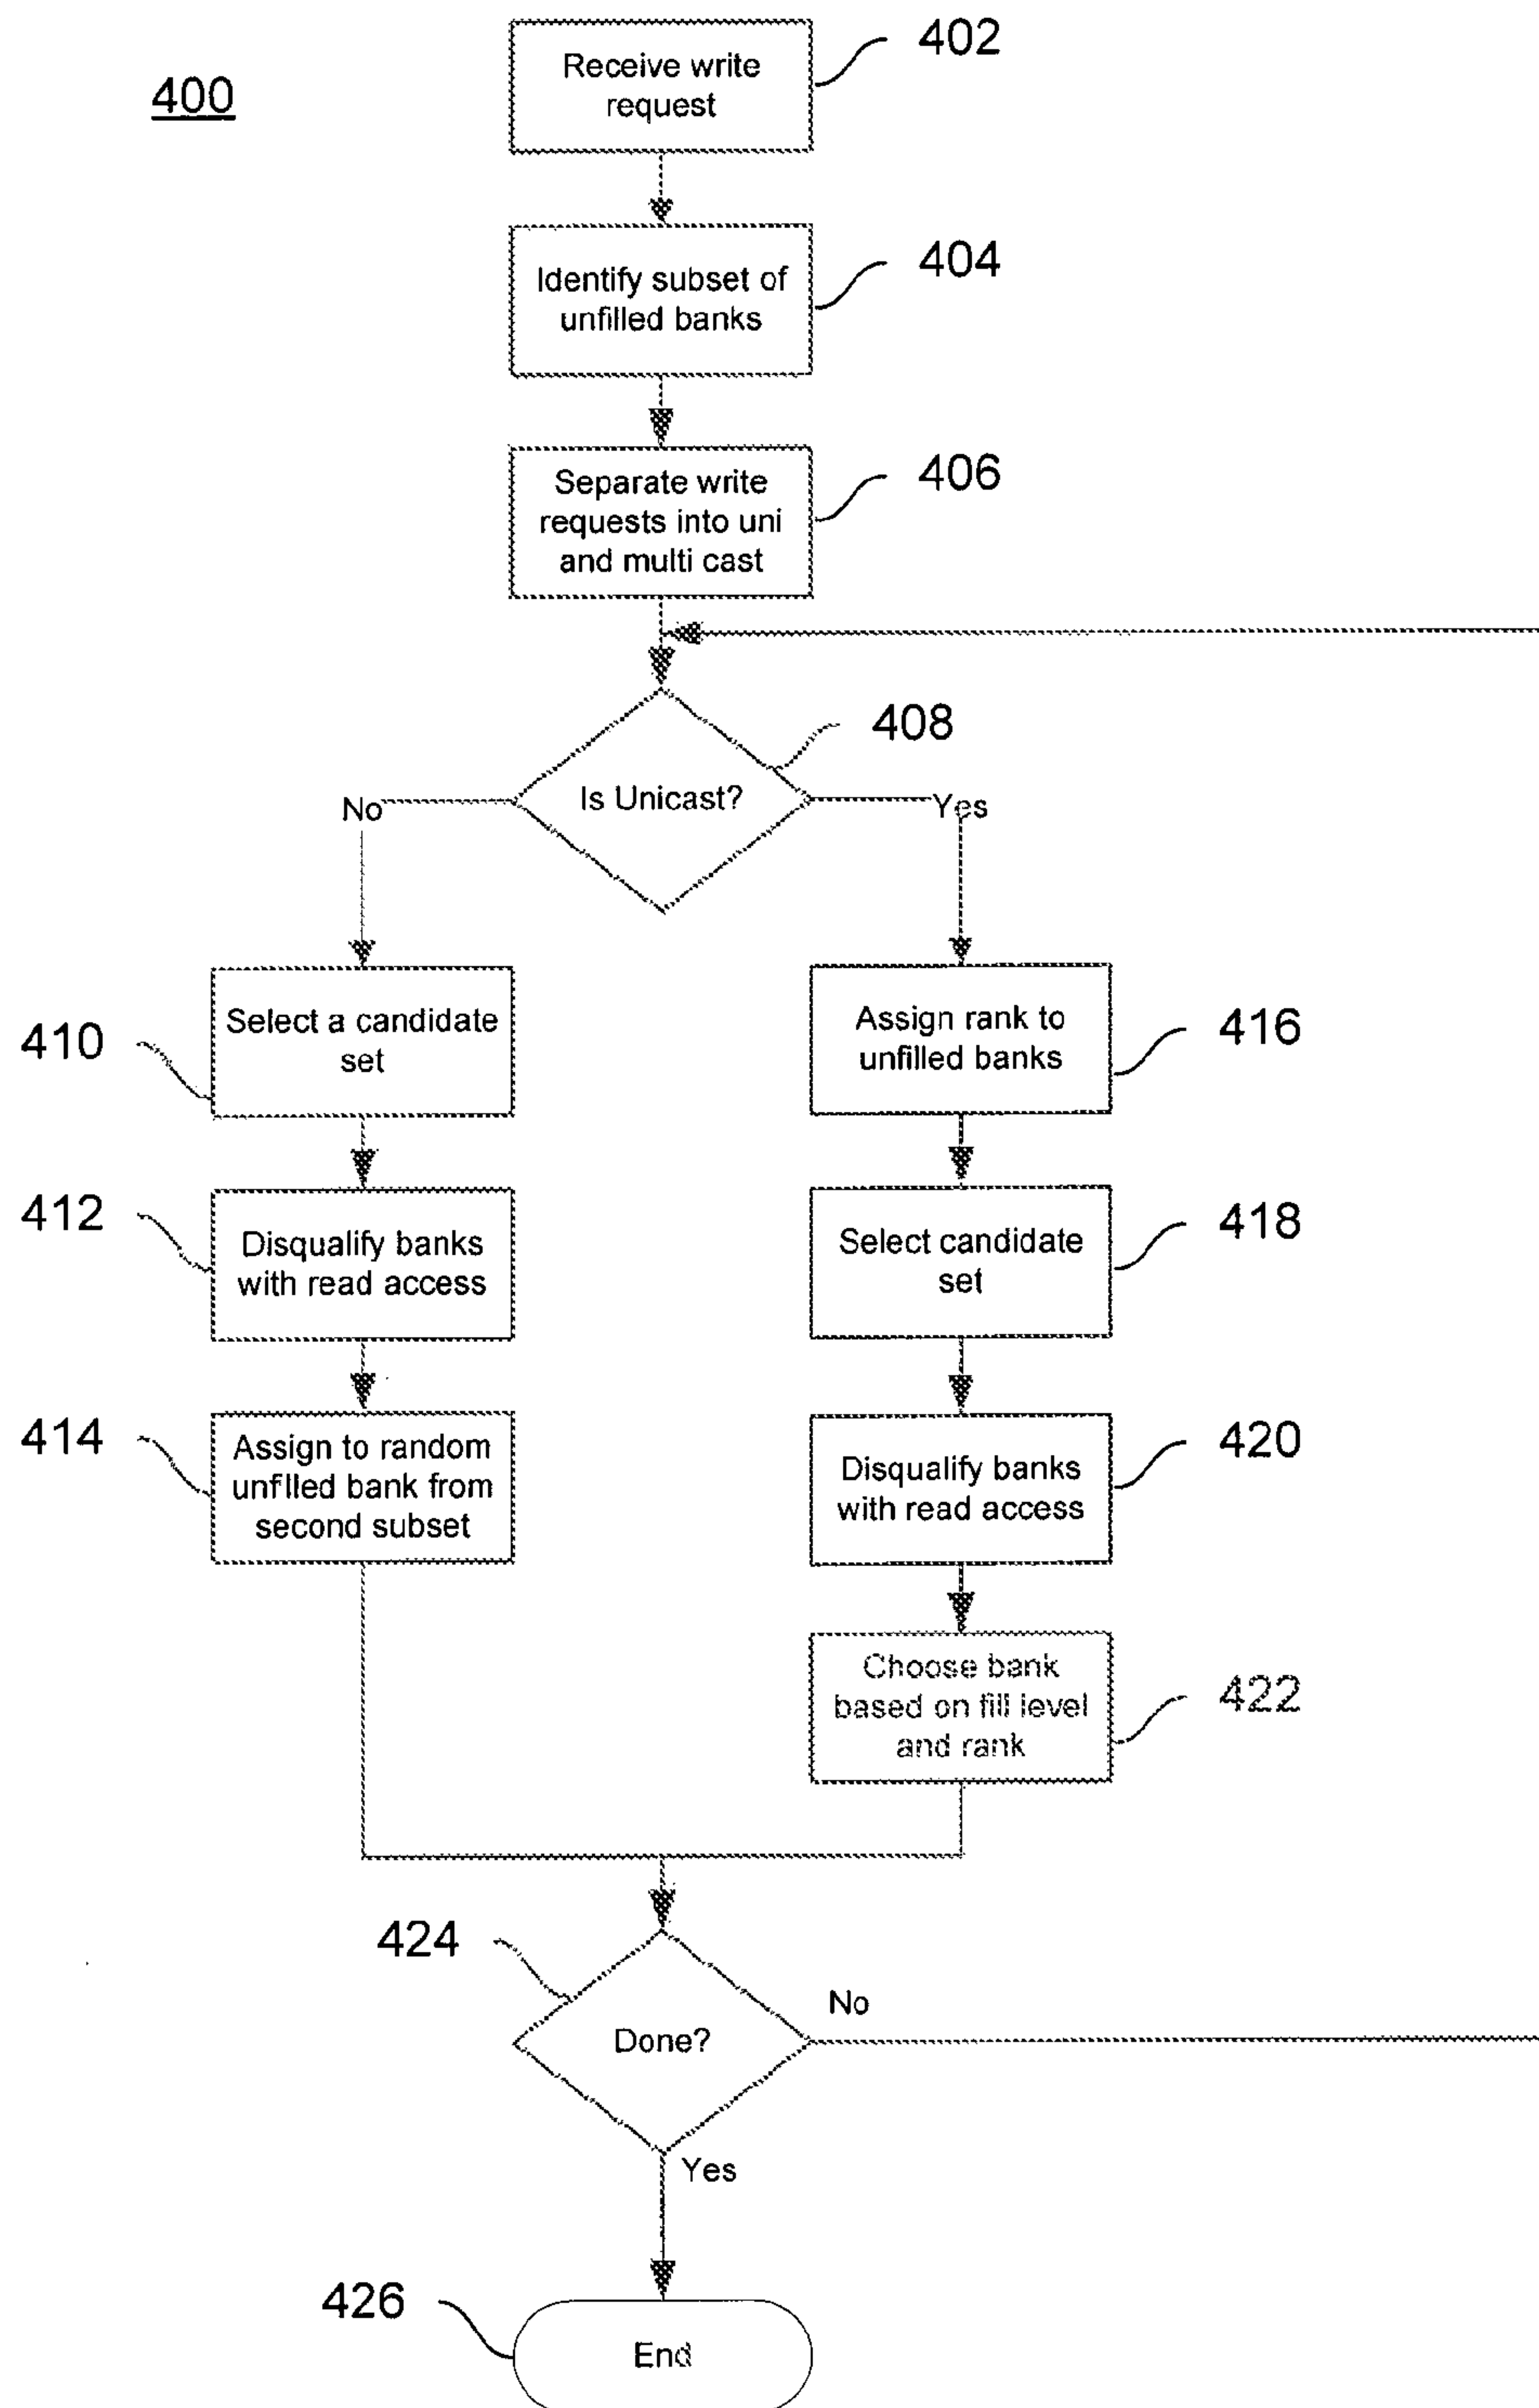 400
Receive write
request
402
Identify subset of
unfilled banks
404
Separate write
requests into uni
and multi cast
406
Is Unicast?
408
No
Yes
Select a candidate
set
410
Disqualify banks
with read access
412
Assign to random
unfilled bank from
second subset
414
Assign rank to
unfilled banks
416
Select candidate
set
418
Disqualify banks
with read access
420
Choose bank
based on fill level
and rank
422
424
Done?
No
Yes
426
End